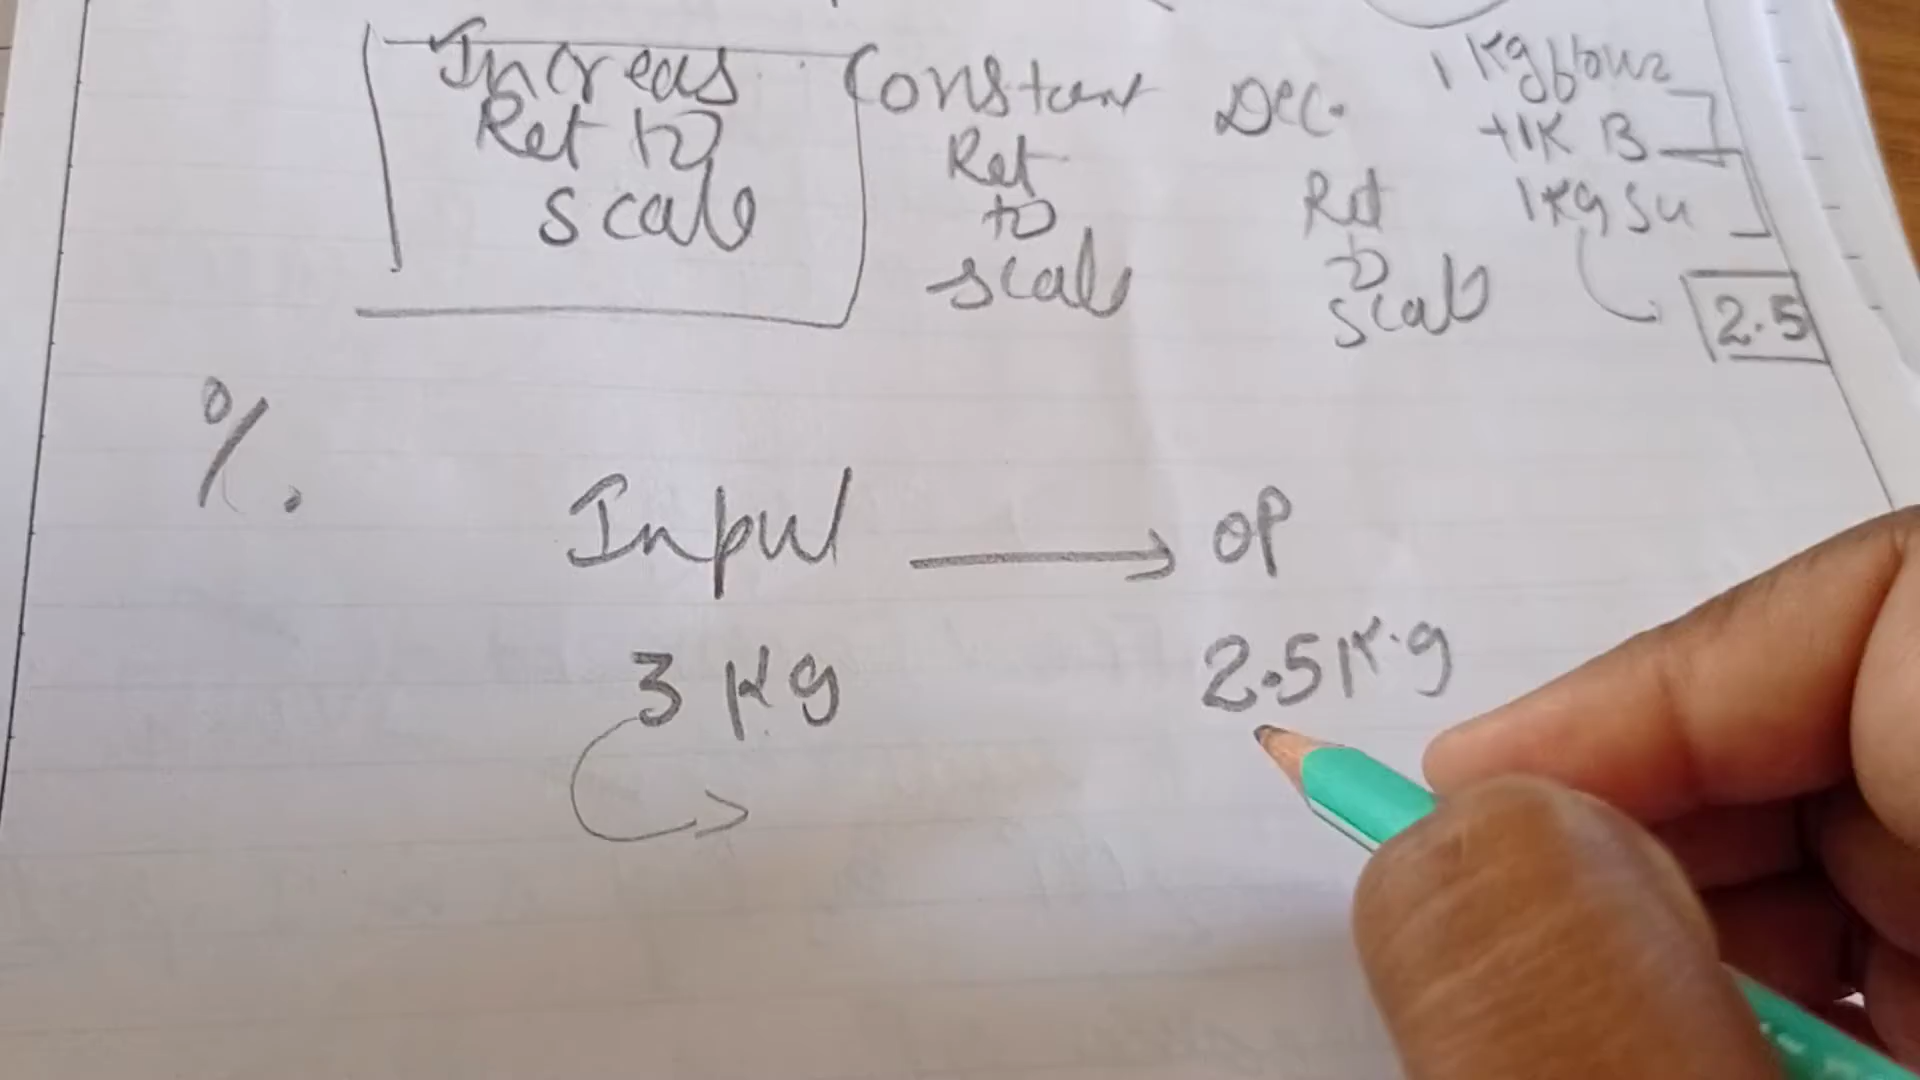 Increas
Ret to
scale
Constant
Ret
to
scale
Dec.
Ret
to
scale
1 Kg flour
+1K B
1Kg Su
2.5
%.
Input → OP
3 Kg
2.5 K.g